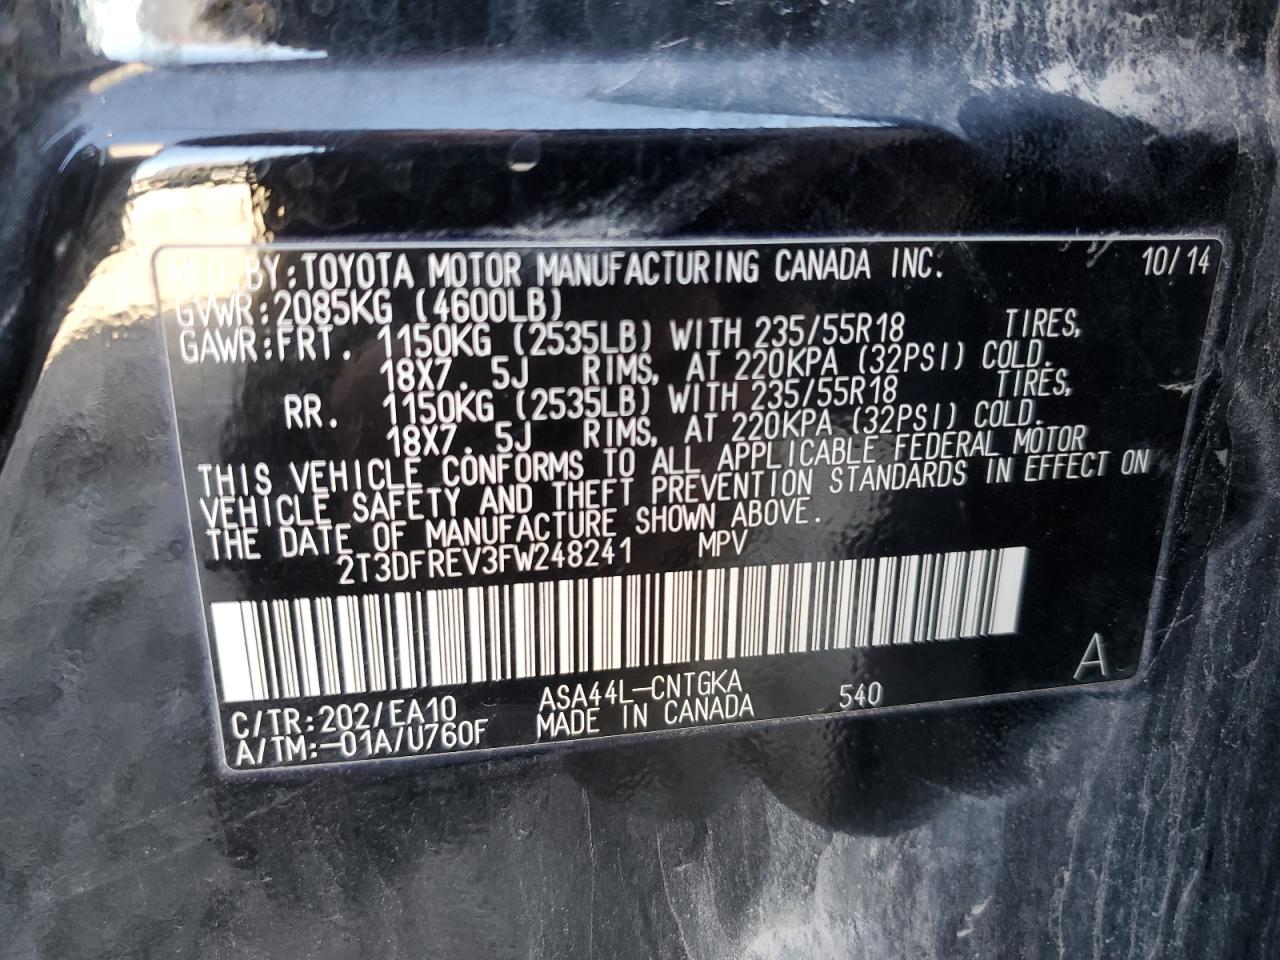 MFD. BY:TOYOTA MOTOR MANUFACTURING CANADA INC. 10/14
GVWR:2085KG (4600LB)
GAWR:FRT. 1150KG (2535LB) WITH 235/55R18 TIRES,
18X7. 5J RIMS, AT 220KPA (32PSI) COLD.
RR. 1150KG (2535LB) WITH 235/55R18 TIRES,
18X7. 5J RIMS, AT 220KPA (32PSI) COLD.
THIS VEHICLE CONFORMS TO ALL APPLICABLE FEDERAL MOTOR
VEHICLE SAFETY AND THEFT PREVENTION STANDARDS IN EFFECT ON
THE DATE OF MANUFACTURE SHOWN ABOVE.
2T3DFREV3FW248241 MPV
A
C/TR:202/EA10 ASA44L-CNTGKA 540
A/TM:-01A/U760F MADE IN CANADA